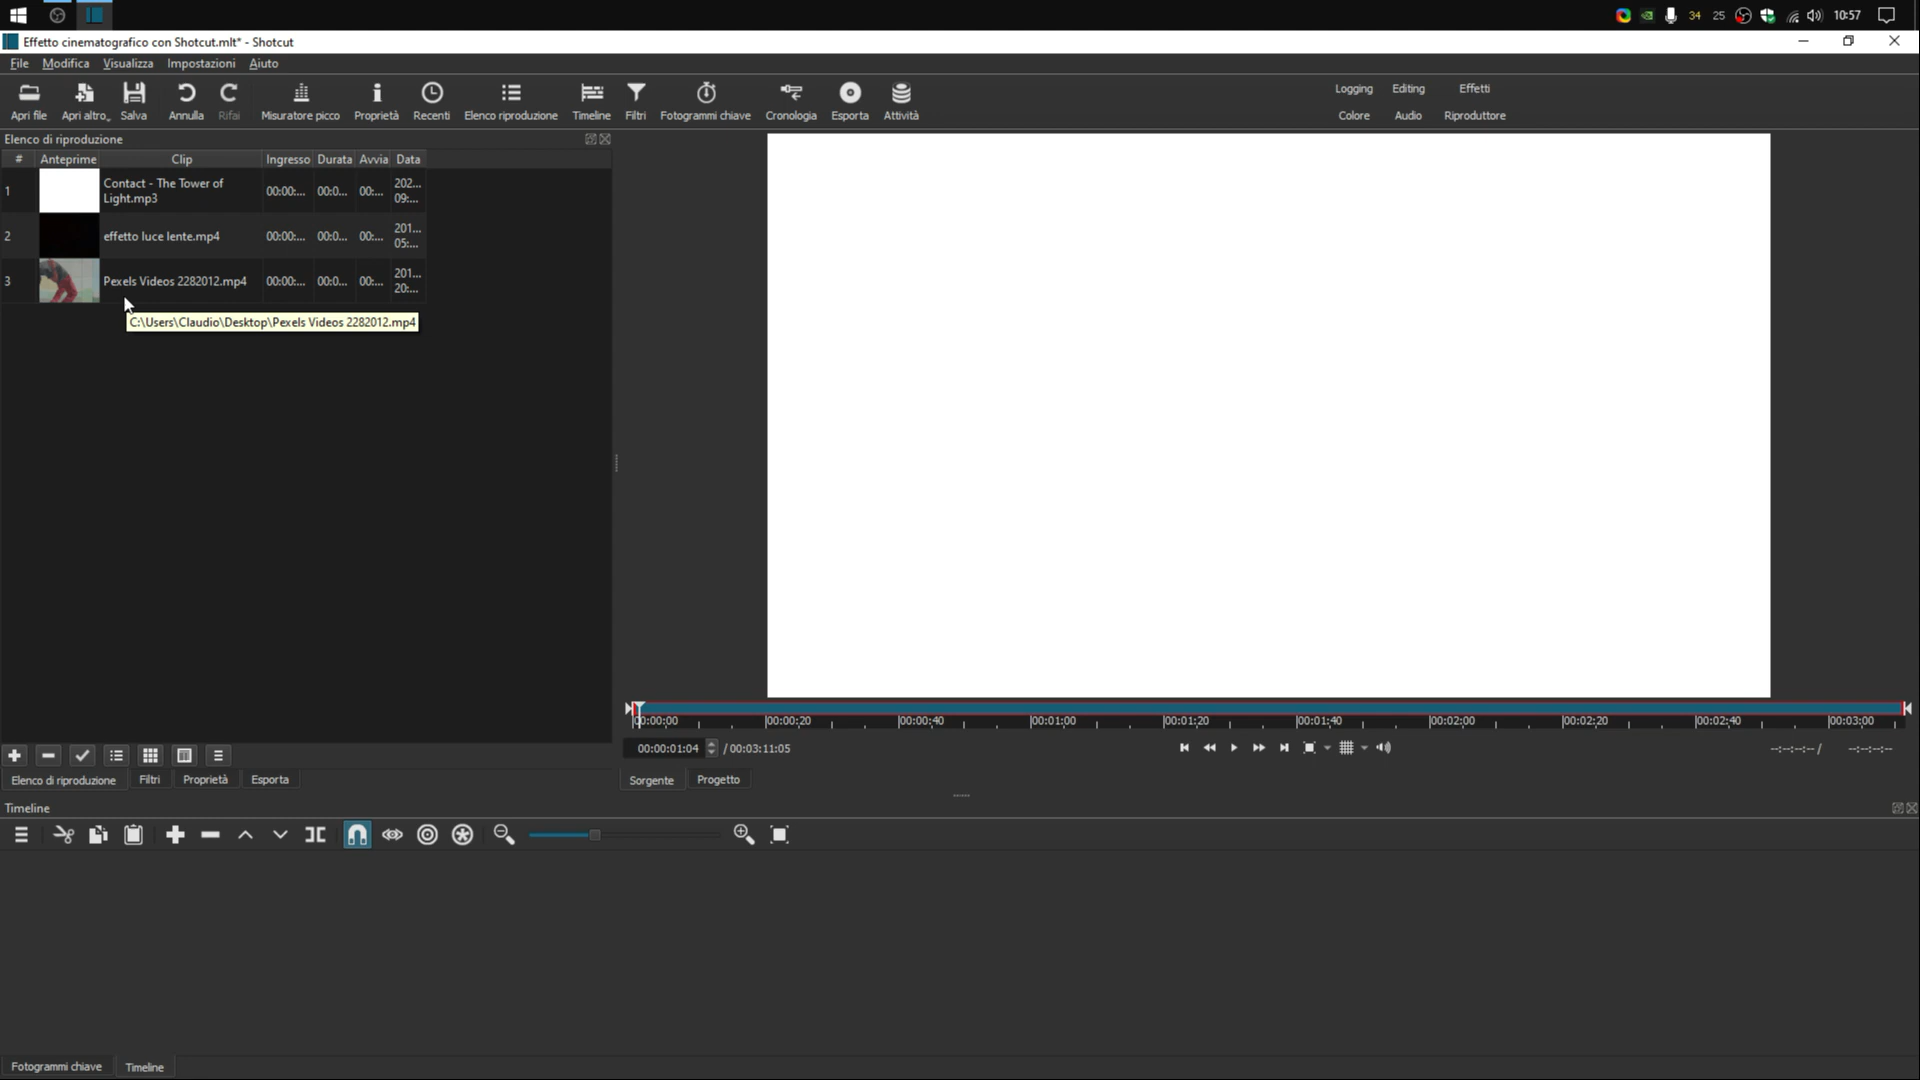 34 25 10:57
Effetto cinematografico con Shotcut.mlt* - Shotcut
File Modifica Visualizza Impostazioni Aiuto
Apri file Apri altro... Salva Annulla Rifai Misuratore picco Proprietà Recenti Elenco riproduzione Timeline Filtri Fotogrammi chiave Cronologia Esporta Attività
Logging Editing Effetti
Colore Audio Riproduttore
Elenco di riproduzione
# Anteprime Clip Ingresso Durata Avvia Data
1 Contact - The Tower of Light.mp3 00:00:... 00:0... 00:... 202... 09:...
2 effetto luce lente.mp4 00:00:... 00:0... 00:... 201... 05:...
3 Pexels Videos 2282012.mp4 00:00:... 00:0... 00:... 201... 20:...
C:\Users\Claudio\Desktop\Pexels Videos 2282012.mp4
00:00:00 00:00:20 00:00:40 00:01:00 00:01:20 00:01:40 00:02:00 00:02:20 00:02:40 00:03:00
00:00:01:04 / 00:03:11:05 --:--:--:-- / --:--:--:--
Elenco di riproduzione Filtri Proprietà Esporta
Sorgente Progetto
Timeline
Fotogrammi chiave Timeline